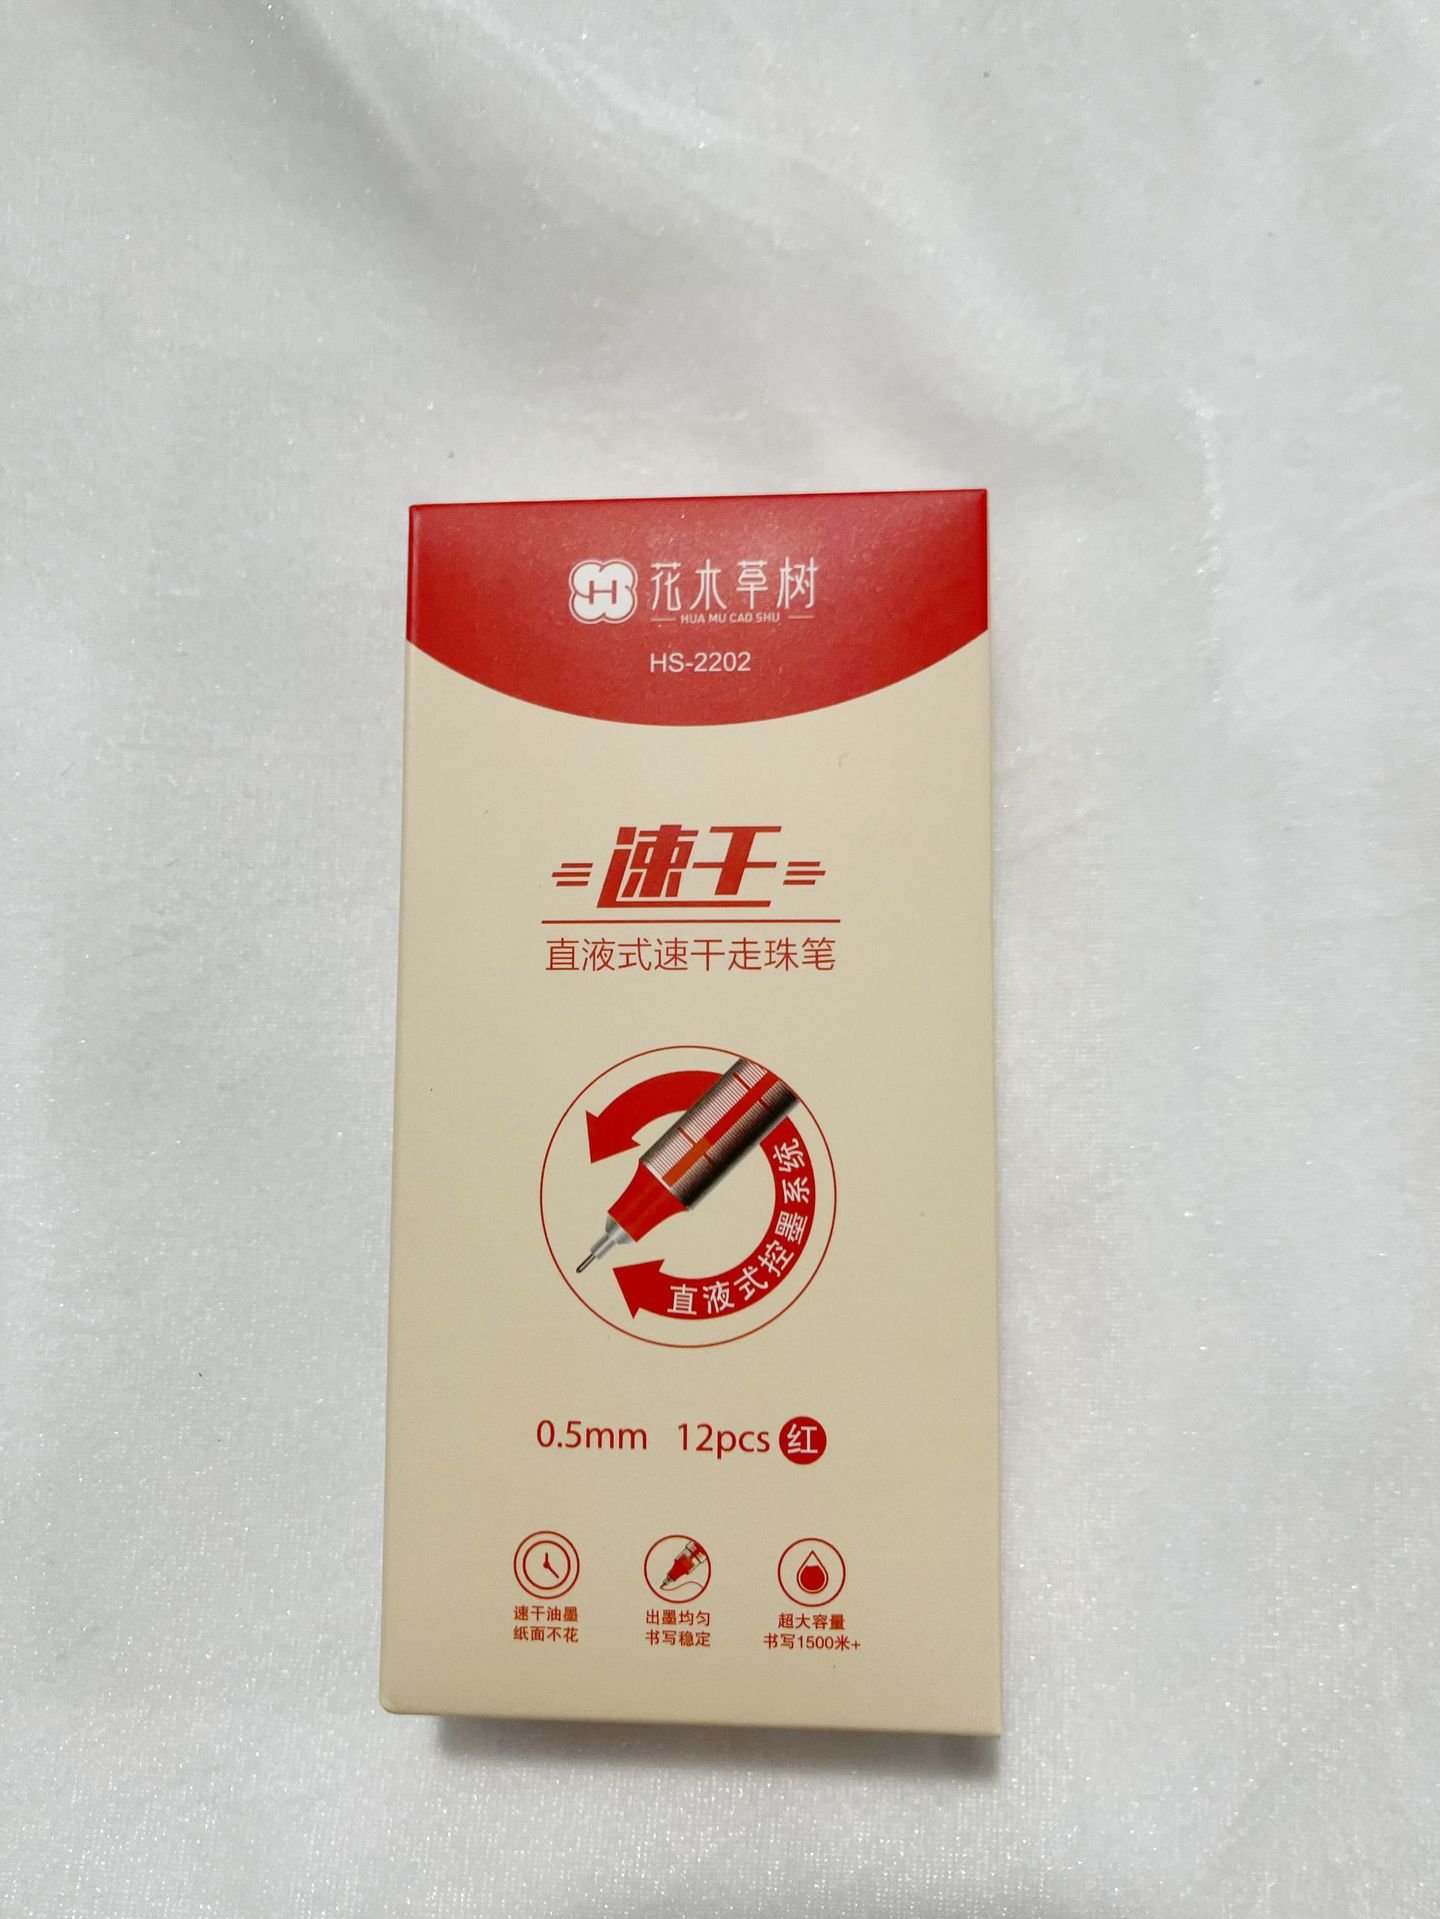 H 花木草树
HUA MU CAO SHU
HS-2202
速干
直液式速干走珠笔
直液式控墨系统
0.5mm 12pcs 红
速干油墨
纸面不花
出墨均匀
书写稳定
超大容量
书写1500米+